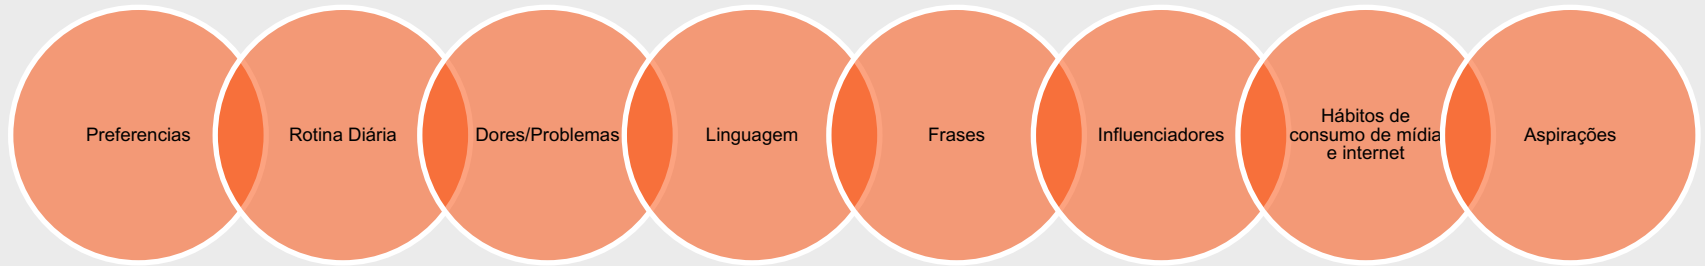 Preferencias
Rotina Diária
Dores/Problemas
Linguagem
Frases
Influenciadores
Hábitos de
consumo de mídia
e internet
Aspirações